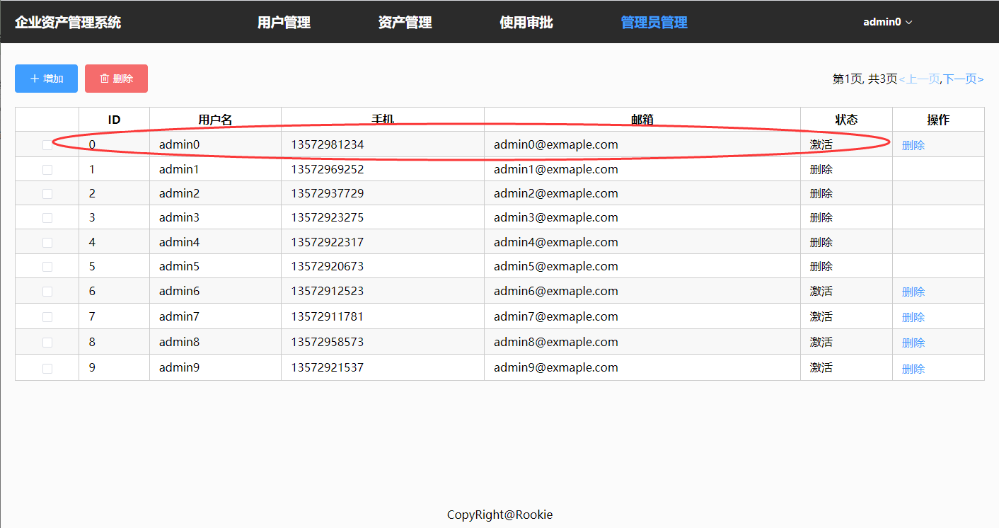 企业资产管理系统 用户管理 资产管理 使用审批 管理员管理 admin0
增加 删除 第1页, 共3页<上一页,下一页>
ID 用户名 手机 邮箱 状态 操作
0 admin0 13572981234 admin0@exmaple.com 激活 删除
1 admin1 13572969252 admin1@exmaple.com 删除
2 admin2 13572937729 admin2@exmaple.com 删除
3 admin3 13572923275 admin3@exmaple.com 删除
4 admin4 13572922317 admin4@exmaple.com 删除
5 admin5 13572920673 admin5@exmaple.com 删除
6 admin6 13572912523 admin6@exmaple.com 激活 删除
7 admin7 13572911781 admin7@exmaple.com 激活 删除
8 admin8 13572958573 admin8@exmaple.com 激活 删除
9 admin9 13572921537 admin9@exmaple.com 激活 删除
CopyRight@Rookie